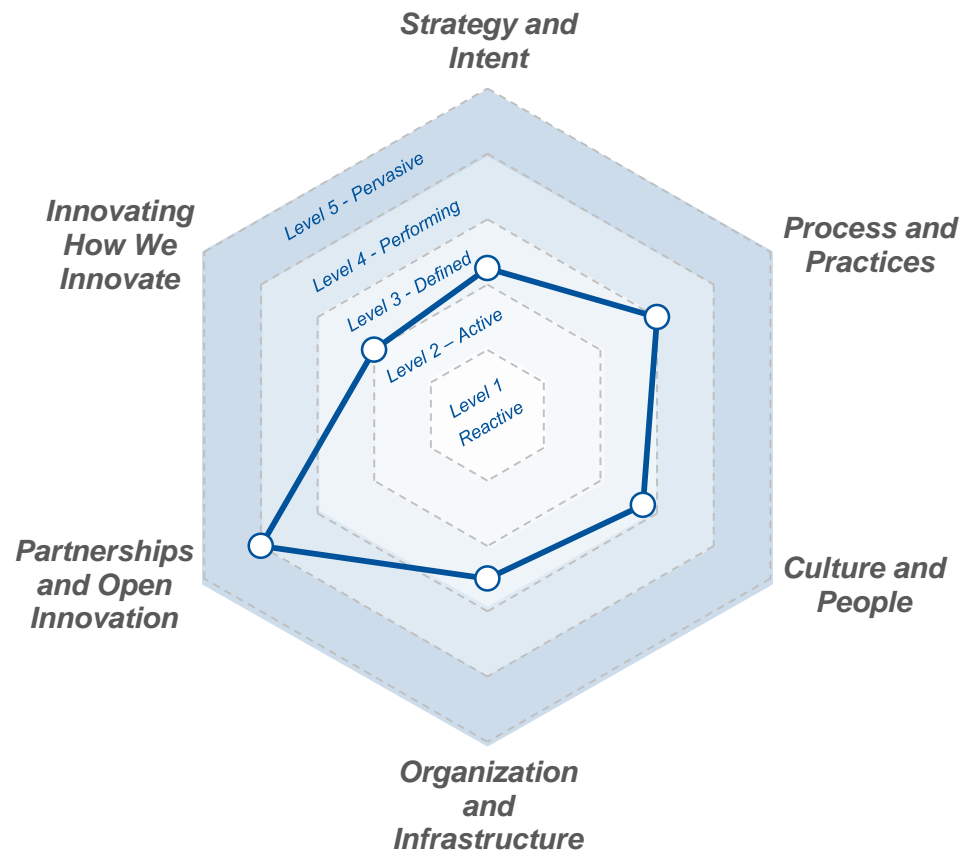 Strategy and
Intent
Level 5 - Pervasive
Level 4 - Performing
Level 3 - Defined
Level 2 – Active
Level 1
Reactive
Innovating
How We
Innovate
Process and
Practices
Partnerships
and Open
Innovation
Culture and
People
Organization
and
Infrastructure